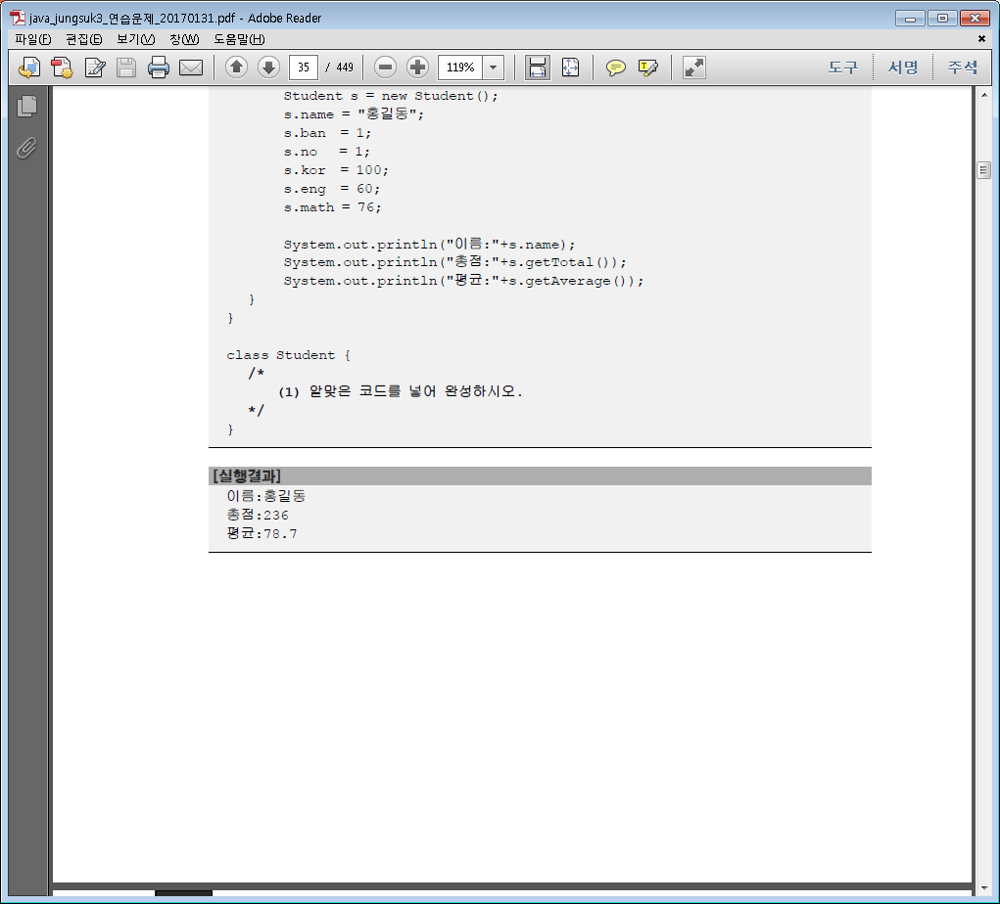 java_jungsuk3_연습문제_20170131.pdf - Adobe Reader
파일(F) 편집(E) 보기(V) 창(W) 도움말(H)
35 / 449 119% 도구 서명 주석
Student s = new Student();
s.name = "홍길동";
s.ban = 1;
s.no = 1;
s.kor = 100;
s.eng = 60;
s.math = 76;
System.out.println("이름:"+s.name);
System.out.println("총점:"+s.getTotal());
System.out.println("평균:"+s.getAverage());
}
}
class Student {
/*
(1) 알맞은 코드를 넣어 완성하시오.
*/
}
[실행결과]
이름:홍길동
총점:236
평균:78.7